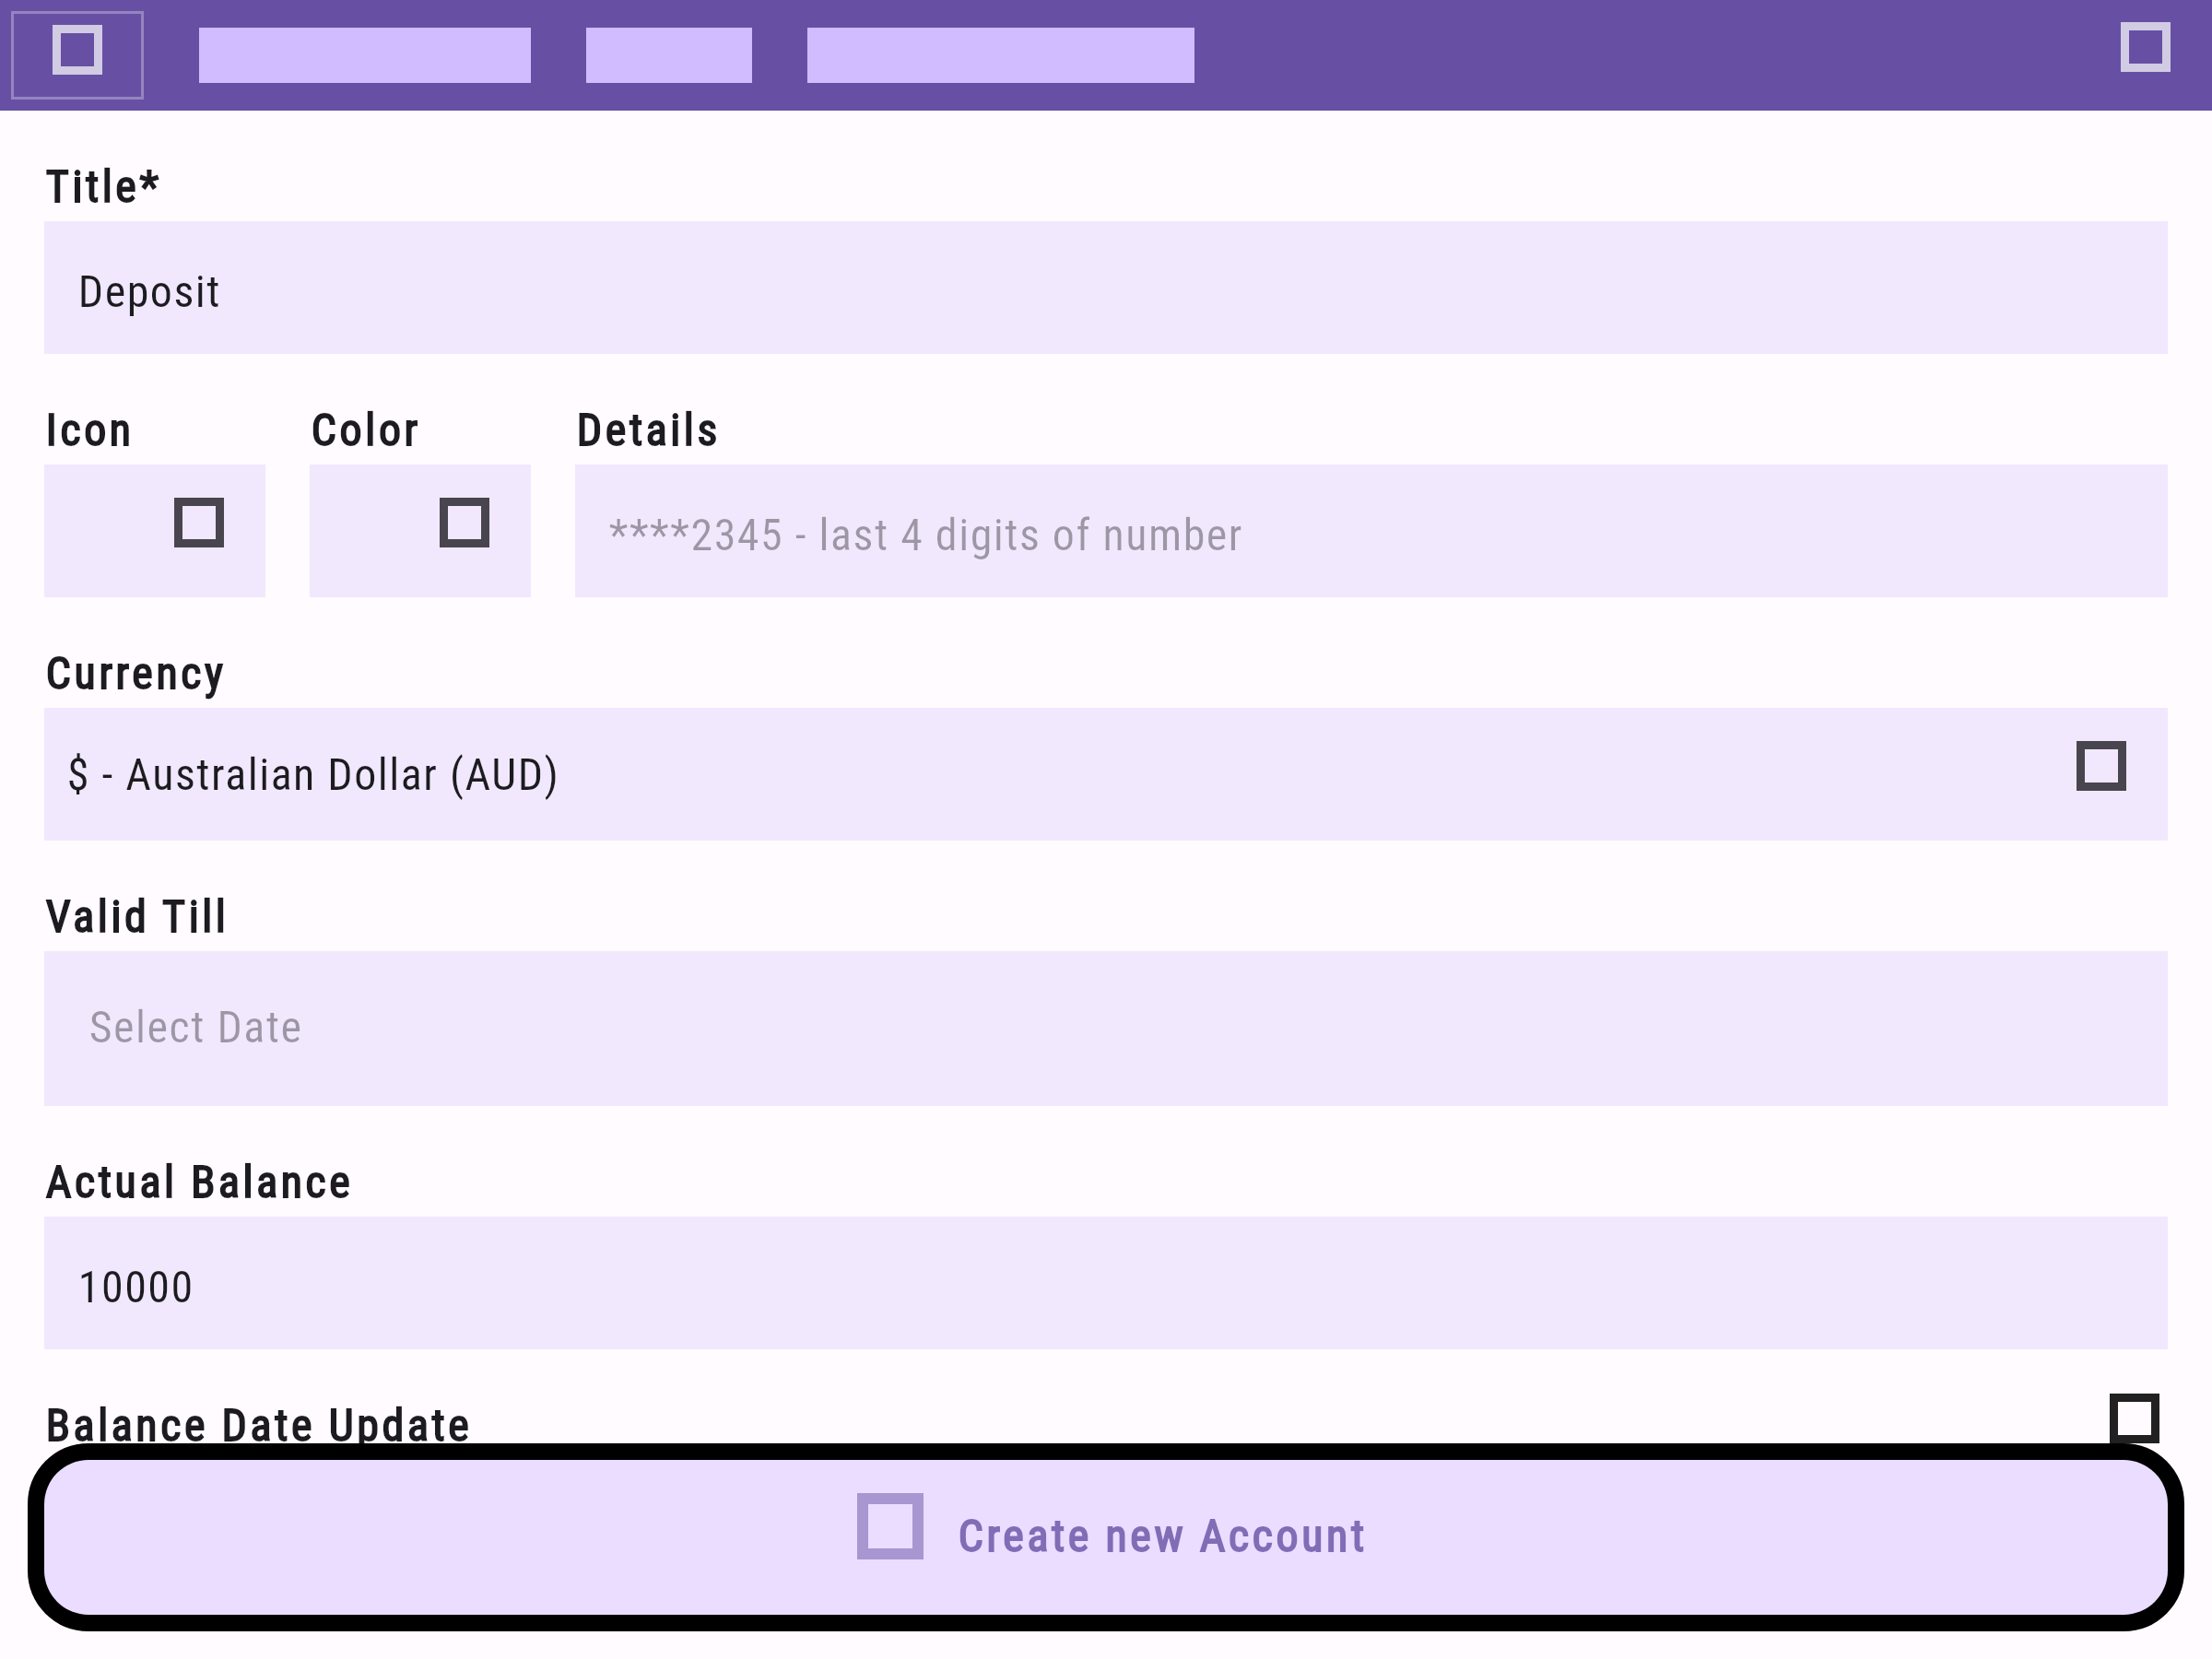 Title*
Deposit
Icon Color Details
****2345 - last 4 digits of number
Currency
$ - Australian Dollar (AUD)
Valid Till
Select Date
Actual Balance
10000
Balance Date Update
Create new Account